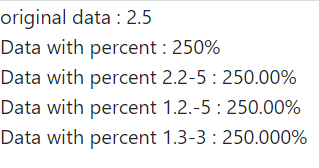 original data : 2.5
Data with percent : 250%
Data with percent 2.2-5 : 250.00%
Data with percent 1.2.-5 : 250.00%
Data with percent 1.3-3 : 250.000%